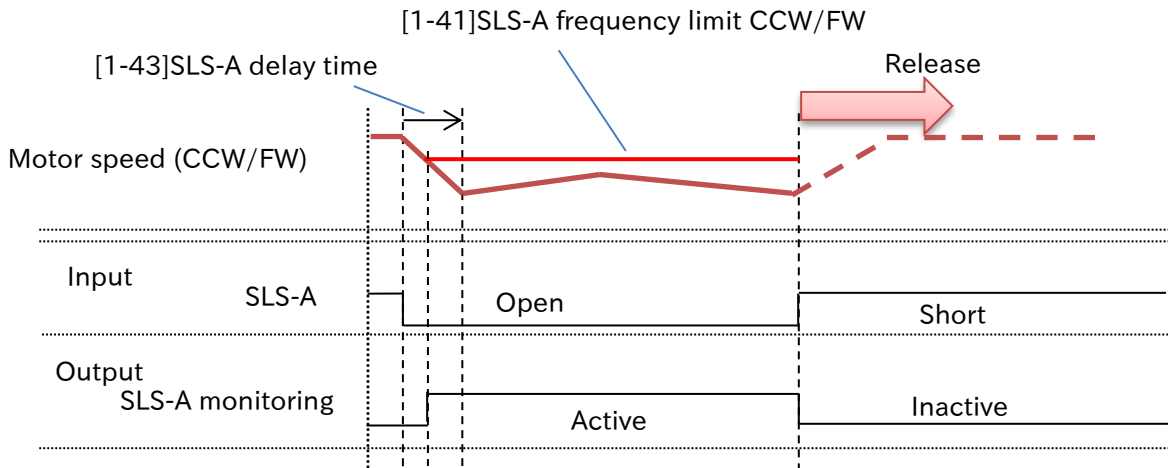 [1-41]SLS-A frequency limit CCW/FW
[1-43]SLS-A delay time
Release
Motor speed (CCW/FW)
Input
SLS-A
Open
Short
Output
SLS-A monitoring
Active
Inactive